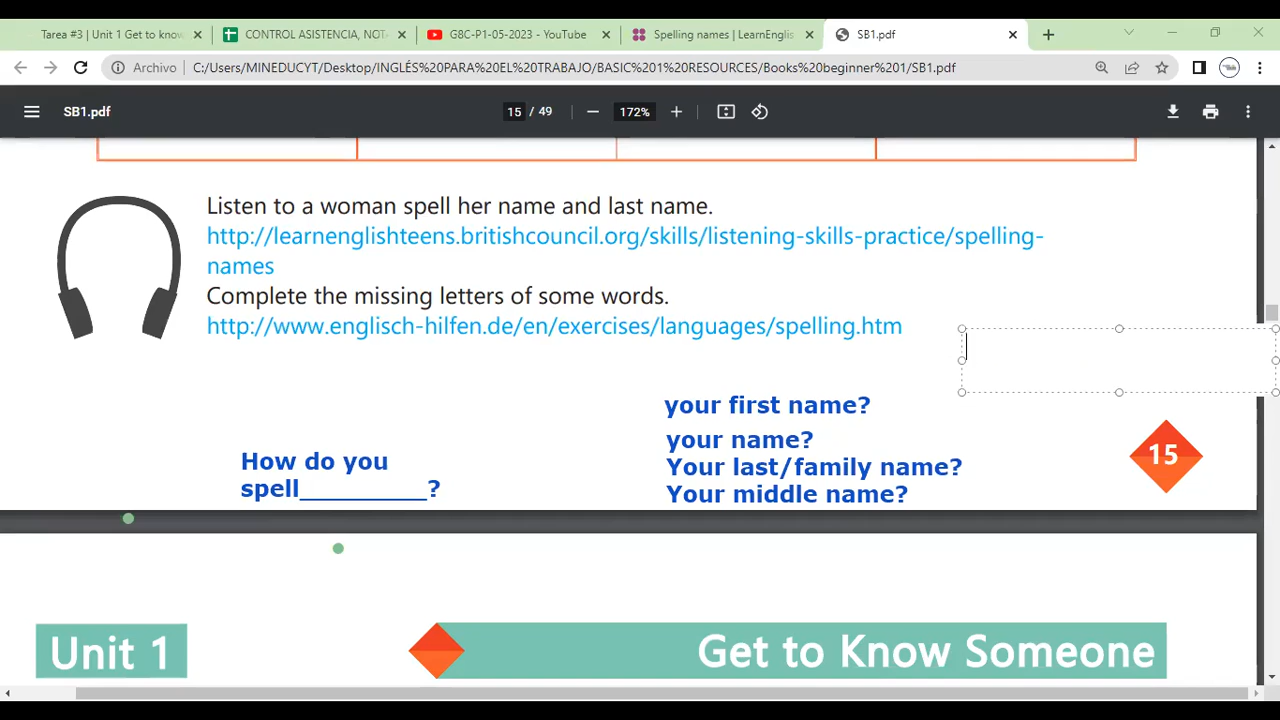 Tarea #3 | Unit 1 Get to know
CONTROL ASISTENCIA, NOT
G8C-P1-05-2023 - YouTube
Spelling names | LearnEnglis
SB1.pdf
Archivo
C:/Users/MINEDUCYT/Desktop/INGLÉS%20PARA%20EL%20TRABAJO/BASIC%201%20RESOURCES/Books%20beginner%201/SB1.pdf
SB1.pdf
15 / 49
172%
Listen to a woman spell her name and last name.
http://learnenglishteens.britishcouncil.org/skills/listening-skills-practice/spelling-
names
Complete the missing letters of some words.
http://www.englisch-hilfen.de/en/exercises/languages/spelling.htm
your first name?
your name?
Your last/family name?
Your middle name?
How do you
spell_________?
15
Unit 1
Get to Know Someone